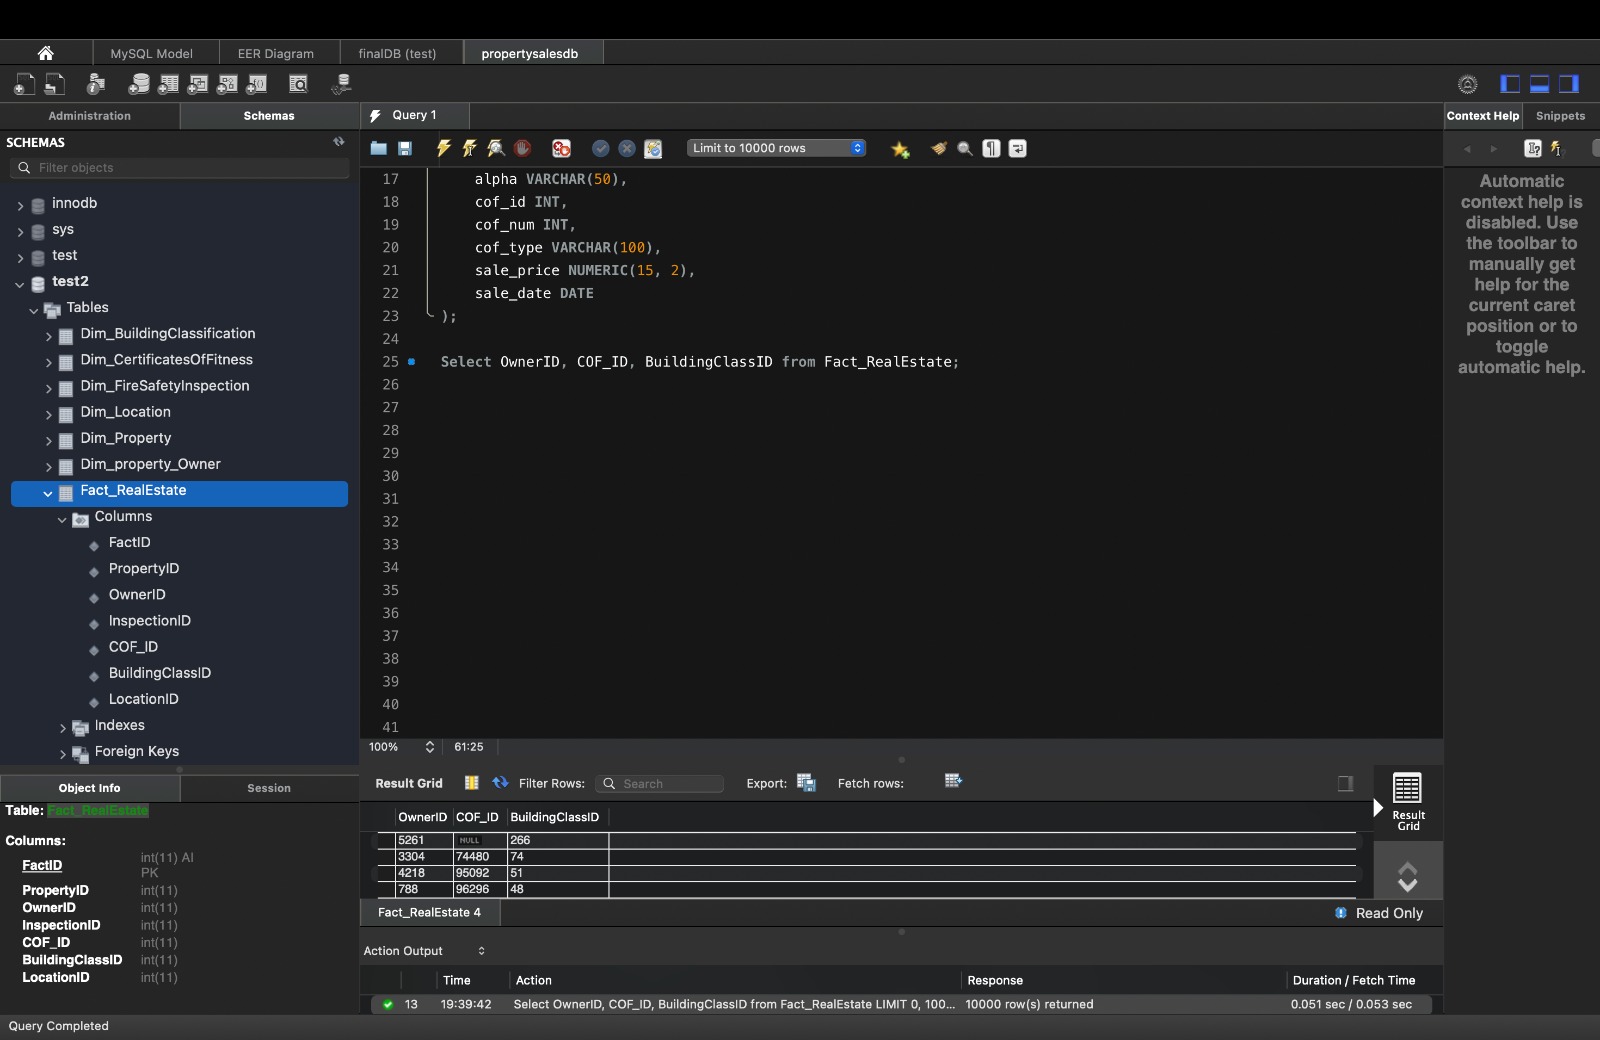 MySQL Model
EER Diagram
finalDB (test)
propertysalesdb
Administration
Schemas
Query 1
Context Help
Snippets
SCHEMAS
Filter objects
Limit to 10000 rows
innodb
sys
test
test2
Tables
Dim_BuildingClassification
Dim_CertificatesOfFitness
Dim_FireSafetyInspection
Dim_Location
Dim_Property
Dim_property_Owner
Fact_RealEstate
Columns
FactID
PropertyID
OwnerID
InspectionID
COF_ID
BuildingClassID
LocationID
Indexes
Foreign Keys
17 alpha VARCHAR(50),
18 cof_id INT,
19 cof_num INT,
20 cof_type VARCHAR(100),
21 sale_price NUMERIC(15, 2),
22 sale_date DATE
23 );
24
25 Select OwnerID, COF_ID, BuildingClassID from Fact_RealEstate;
26
27
28
29
30
31
32
33
34
35
36
37
38
39
40
41
Automatic
context help is
disabled. Use
the toolbar to
manually get
help for the
current caret
position or to
toggle
automatic help.
100% 61:25
Object Info
Session
Table: Fact_RealEstate
Columns:
FactID int(11) AI
PK
PropertyID int(11)
OwnerID int(11)
InspectionID int(11)
COF_ID int(11)
BuildingClassID int(11)
LocationID int(11)
Result Grid Filter Rows: Search Export: Fetch rows:
OwnerID COF_ID BuildingClassID
5261 NULL 266
3304 74480 74
4218 95092 51
788 96296 48
Result
Grid
Fact_RealEstate 4
Read Only
Action Output
Time Action Response Duration / Fetch Time
13 19:39:42 Select OwnerID, COF_ID, BuildingClassID from Fact_RealEstate LIMIT 0, 100... 10000 row(s) returned 0.051 sec / 0.053 sec
Query Completed